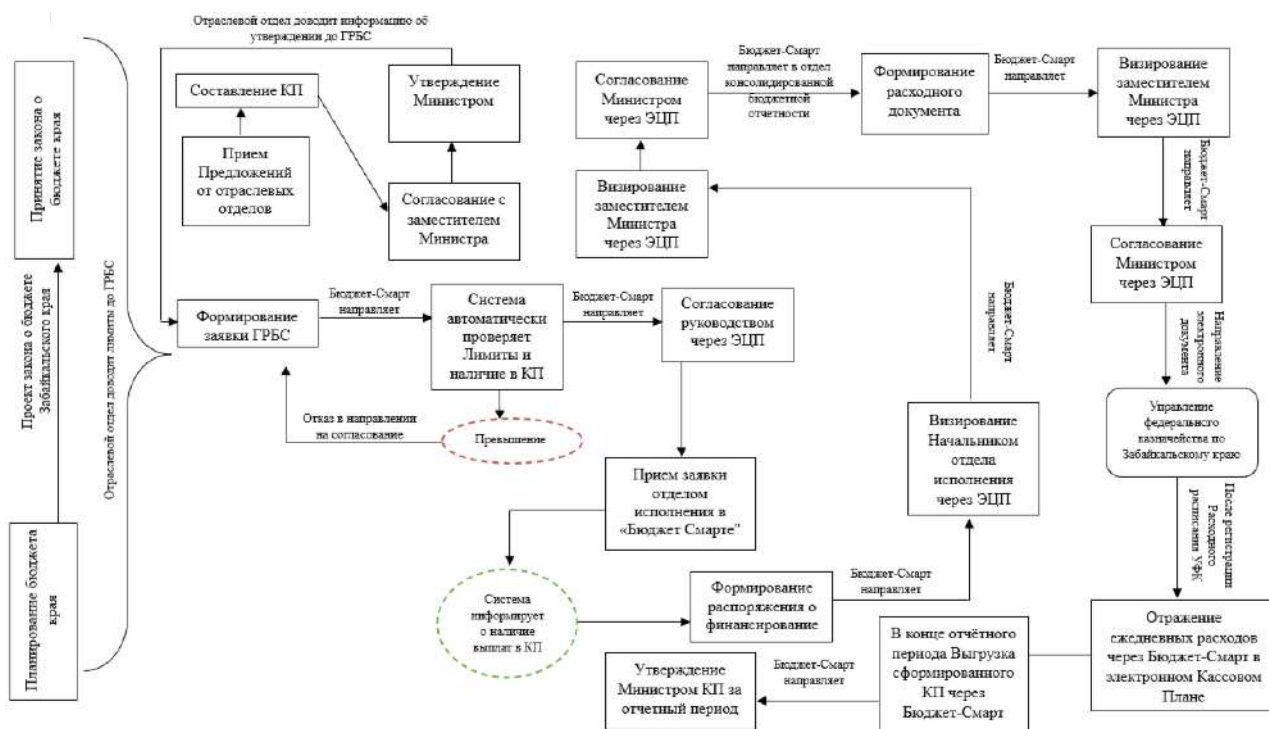 Отраслевой отдел доводит информацию об
утверждении до ГРБС
Принятис закона о
бюджете края
Проект закона о бюджете
Забайкальского края
Планирование бюджета
края
Отраслевой отдел доводит лимиты до ГРБС
Составление КП
Прием
Предложений
от отраслевых
отделов
Утверждение
Министром
Согласование с
заместителем
Министра
Согласование
Министром
через ЭЦП
Бюджет-Смарт
направляет в отдел
консолидированной
бюджетной
отчетности
Формирование
расходного
документа
Бюджет-Смарт
направляет
Визирование
заместителем
Министра
через ЭЦП
Визирование
заместителем
Министра
через ЭЦП
Бюджет-Смарт
направляет
Согласование
Министром
через ЭЦП
Формирование
заявки ГРБС
Бюджет-Смарт
направляет
Система
автоматически
проверяет
Лимиты и
наличие в КП
Бюджет-Смарт
направляет
Согласование
руководством
через ЭЦП
Бюджет-Смарт
направляет
Направление
электронного
документа
Отказ в направлении
на согласование
Превышение
Управление
федерального
казначейства по
Забайкальскому краю
Визирование
Начальником
отдела
исполнения
через ЭЦП
Прием заявки
отделом
исполнения в
«Бюджет Смарте"
После регистрации
Расходного
расписания УФК
Система
информирует
о наличие
выплат в КП
Формирование
распоряжения о
финансирование
Бюджет-Смарт
направляет
Отражение
ежедневных расходов
через Бюджет-Смарт в
электронном Кассовом
Плане
В конце отчётного
периода Выгрузка
сформированного
КП через
Бюджет-Смарт
Бюджет-Смарт
направляет
Утверждение
Министром КП за
отчетный период